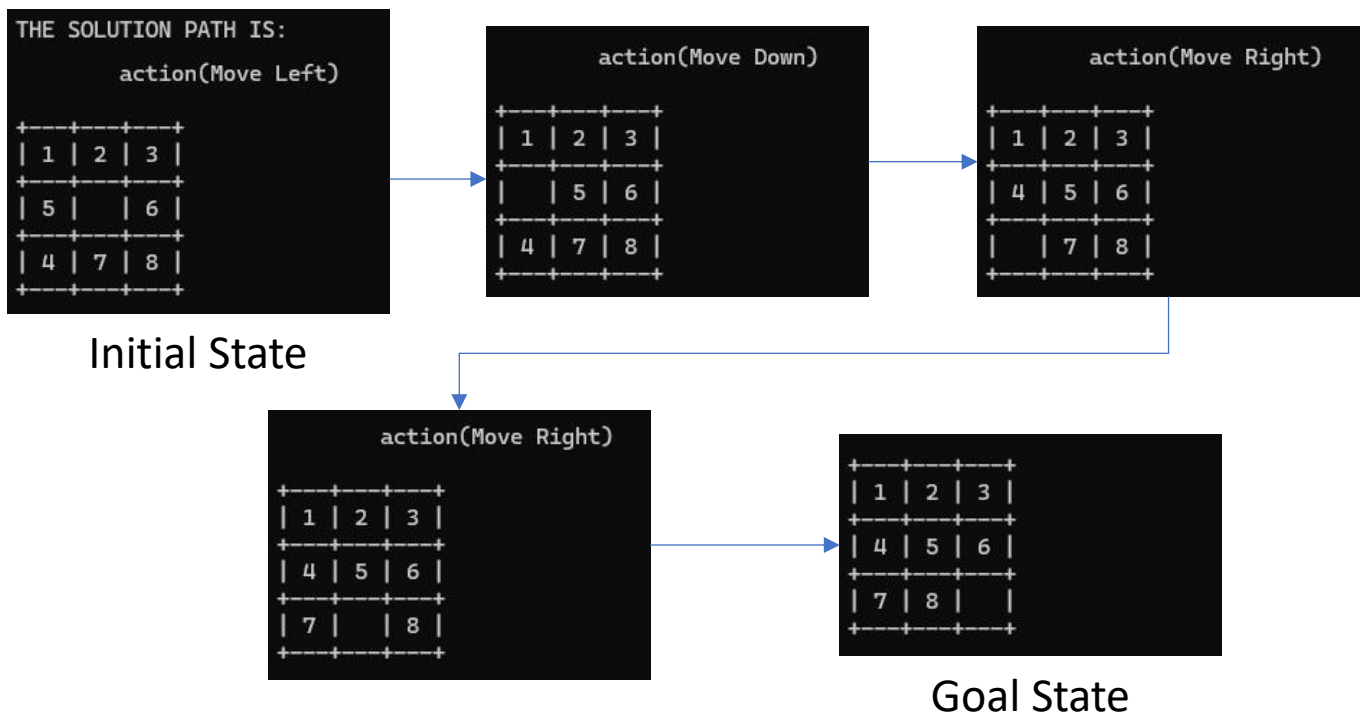 THE SOLUTION PATH IS:
action(Move Left)
+---+---+---+
| 1 | 2 | 3 |
+---+---+---+
| 5 |   | 6 |
+---+---+---+
| 4 | 7 | 8 |
+---+---+---+
Initial State
action(Move Down)
+---+---+---+
| 1 | 2 | 3 |
+---+---+---+
|   | 5 | 6 |
+---+---+---+
| 4 | 7 | 8 |
+---+---+---+
action(Move Right)
+---+---+---+
| 1 | 2 | 3 |
+---+---+---+
| 4 | 5 | 6 |
+---+---+---+
|   | 7 | 8 |
+---+---+---+
action(Move Right)
+---+---+---+
| 1 | 2 | 3 |
+---+---+---+
| 4 | 5 | 6 |
+---+---+---+
| 7 |   | 8 |
+---+---+---+
+---+---+---+
| 1 | 2 | 3 |
+---+---+---+
| 4 | 5 | 6 |
+---+---+---+
| 7 | 8 |   |
+---+---+---+
Goal State